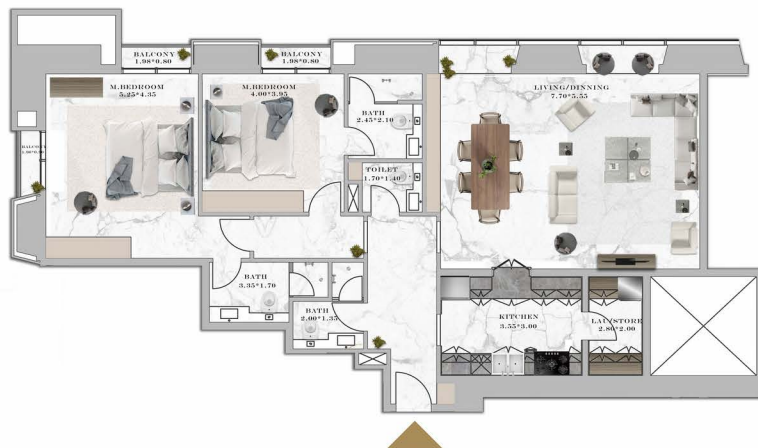 BALCONY
1.98*0.80
BALCONY
1.98*0.80
M.BEDROOM
5.25*4.35
M.BEDROOM
4.00*3.95
LIVING/DINNING
7.70*5.55
BATH
2.45*2.10
BALCONY
TOILET
1.70*1.40
BATH
3.35*1.70
BATH
2.00*1.35
KITCHEN
3.55*3.00
LAU/STORE
2.80*2.00